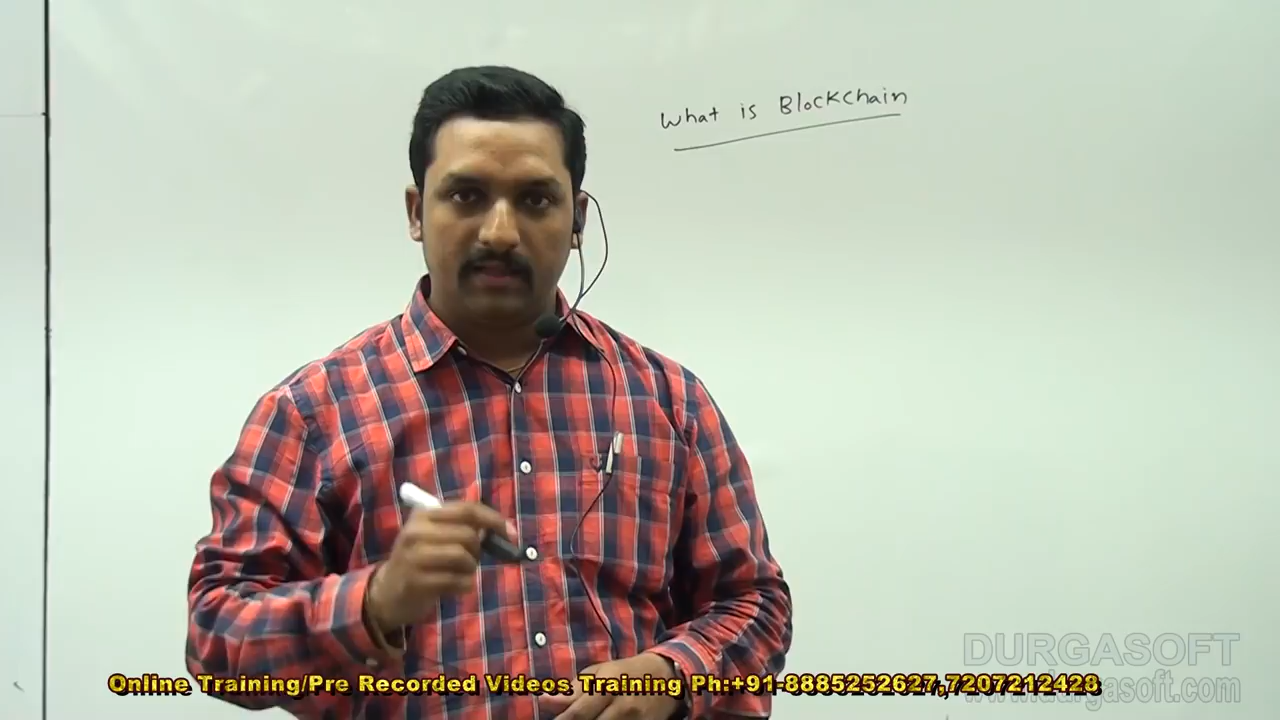 What is Blockchain
DURGASOFT
www.durgasoft.com
Online Training/Pre Recorded Videos Training Ph:+91-8885252627,7207212428